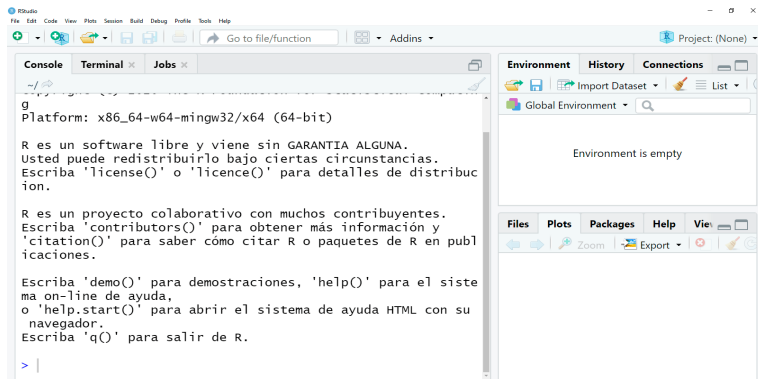 RStudio
File Edit Code View Plots Session Build Debug Profile Tools Help
Go to file/function
Addins
Project: (None)
Console Terminal Jobs
~/
g
Platform: x86_64-w64-mingw32/x64 (64-bit)
R es un software libre y viene sin GARANTIA ALGUNA.
Usted puede redistribuirlo bajo ciertas circunstancias.
Escriba 'license()' o 'licence()' para detalles de distribuc
ion.
R es un proyecto colaborativo con muchos contribuyentes.
Escriba 'contributors()' para obtener más información y
'citation()' para saber cómo citar R o paquetes de R en publ
icaciones.
Escriba 'demo()' para demostraciones, 'help()' para el siste
ma on-line de ayuda,
o 'help.start()' para abrir el sistema de ayuda HTML con su
navegador.
Escriba 'q()' para salir de R.
>
Environment History Connections
Import Dataset List
Global Environment
Environment is empty
Files Plots Packages Help
Zoom Export